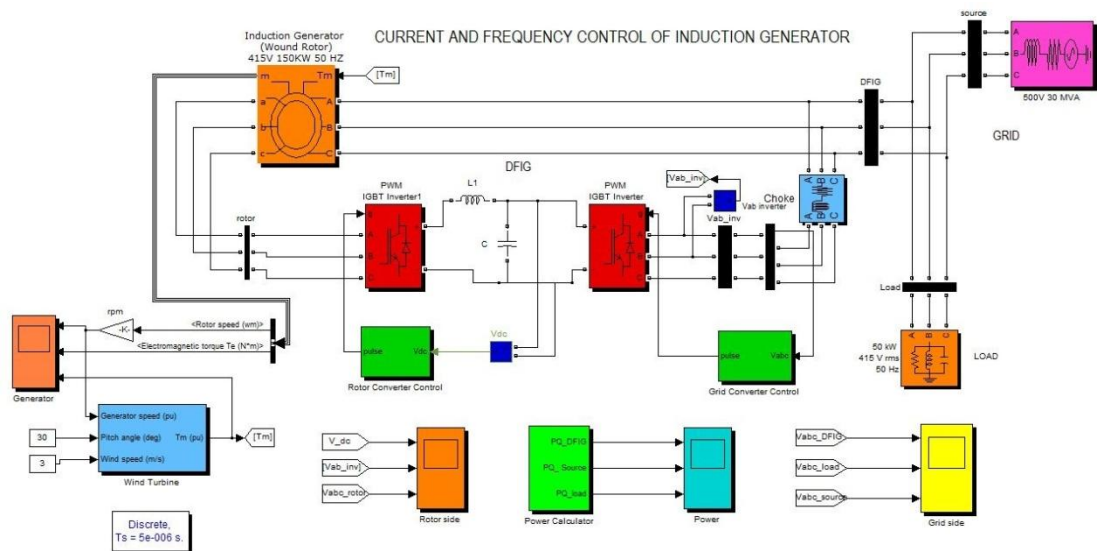 CURRENT AND FREQUENCY CONTROL OF INDUCTION GENERATOR
Induction Generator
(Wound Rotor)
415V 150KW 50 HZ
m
Tm
[Tm]
a
A
b
B
c
C
DFIG
source
A
B
C
500V 30 MVA
GRID
DFIG
PWM
IGBT Inverter1
g
A
B
C
+
-
L1
C
PWM
IGBT Inverter
g
+
-
A
B
C
[Vab_inv]
Vab inverter
Vab_inv
Choke
A
B
C
A
B
C
rotor
Load
A
B
C
50 kW
415 V rms
50 Hz
LOAD
rpm
-K-
<Rotor speed (wm)>
<Electromagnetic torque Te (N*m)>
Generator
pulse
Vdc
Rotor Converter Control
Vdc
pulse
Vabc
Grid Converter Control
30
3
Generator speed (pu)
Pitch angle (deg)
Wind speed (m/s)
Tm (pu)
Wind Turbine
[Tm]
V_dc
[Vab_inv]
Vabc_rotor
Rotor side
PQ_DFIG
PQ_ Source
PQ_load
Power Calculator
Power
Vabc_DFIG
Vabc_load
Vabc_source
Grid side
Discrete,
Ts = 5e-006 s.